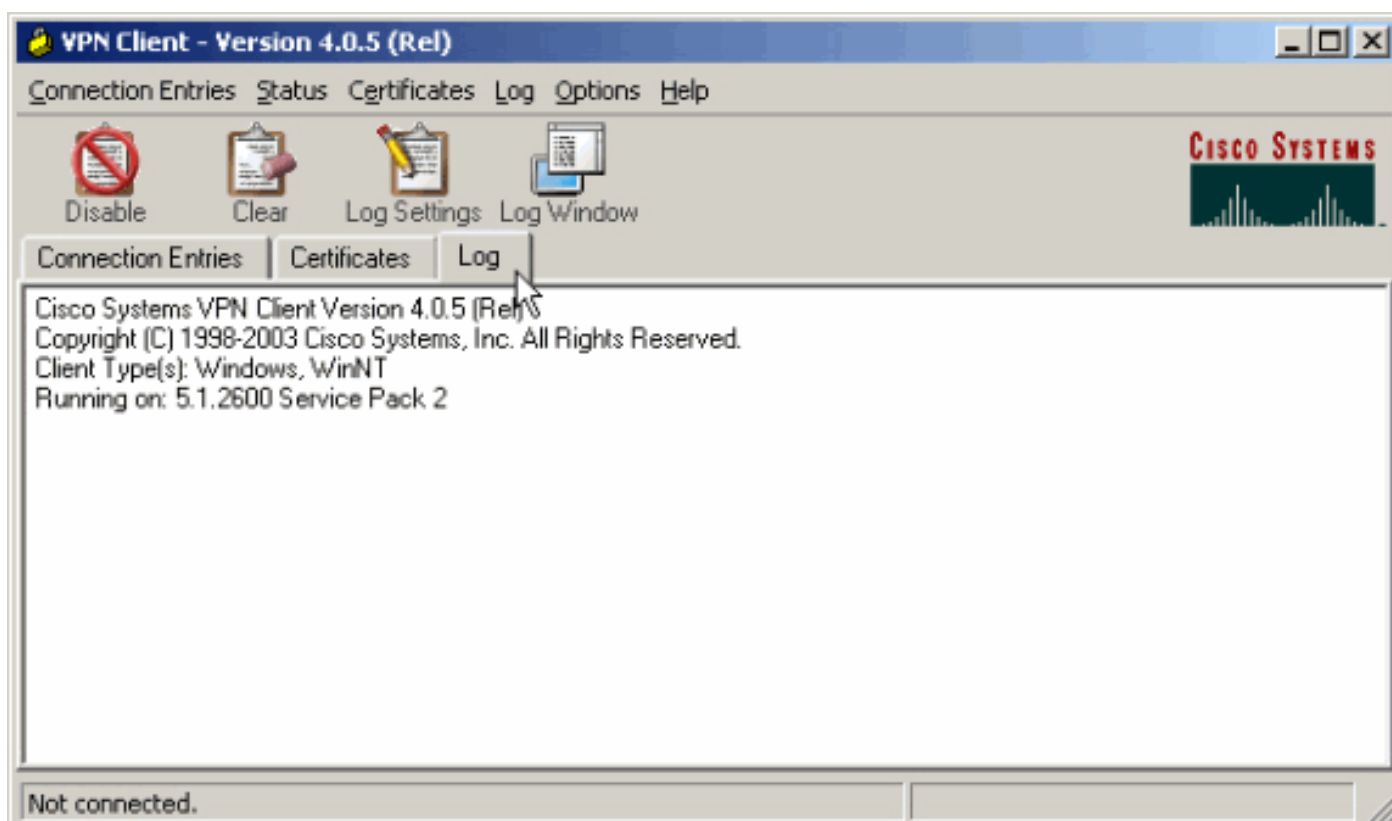 VPN Client - Version 4.0.5 (Rel)
Connection Entries Status Certificates Log Options Help
Disable Clear Log Settings Log Window
CISCO SYSTEMS
Connection Entries Certificates Log
Cisco Systems VPN Client Version 4.0.5 (Rel)
Copyright (C) 1998-2003 Cisco Systems, Inc. All Rights Reserved.
Client Type(s): Windows, WinNT
Running on: 5.1.2600 Service Pack 2
Not connected.